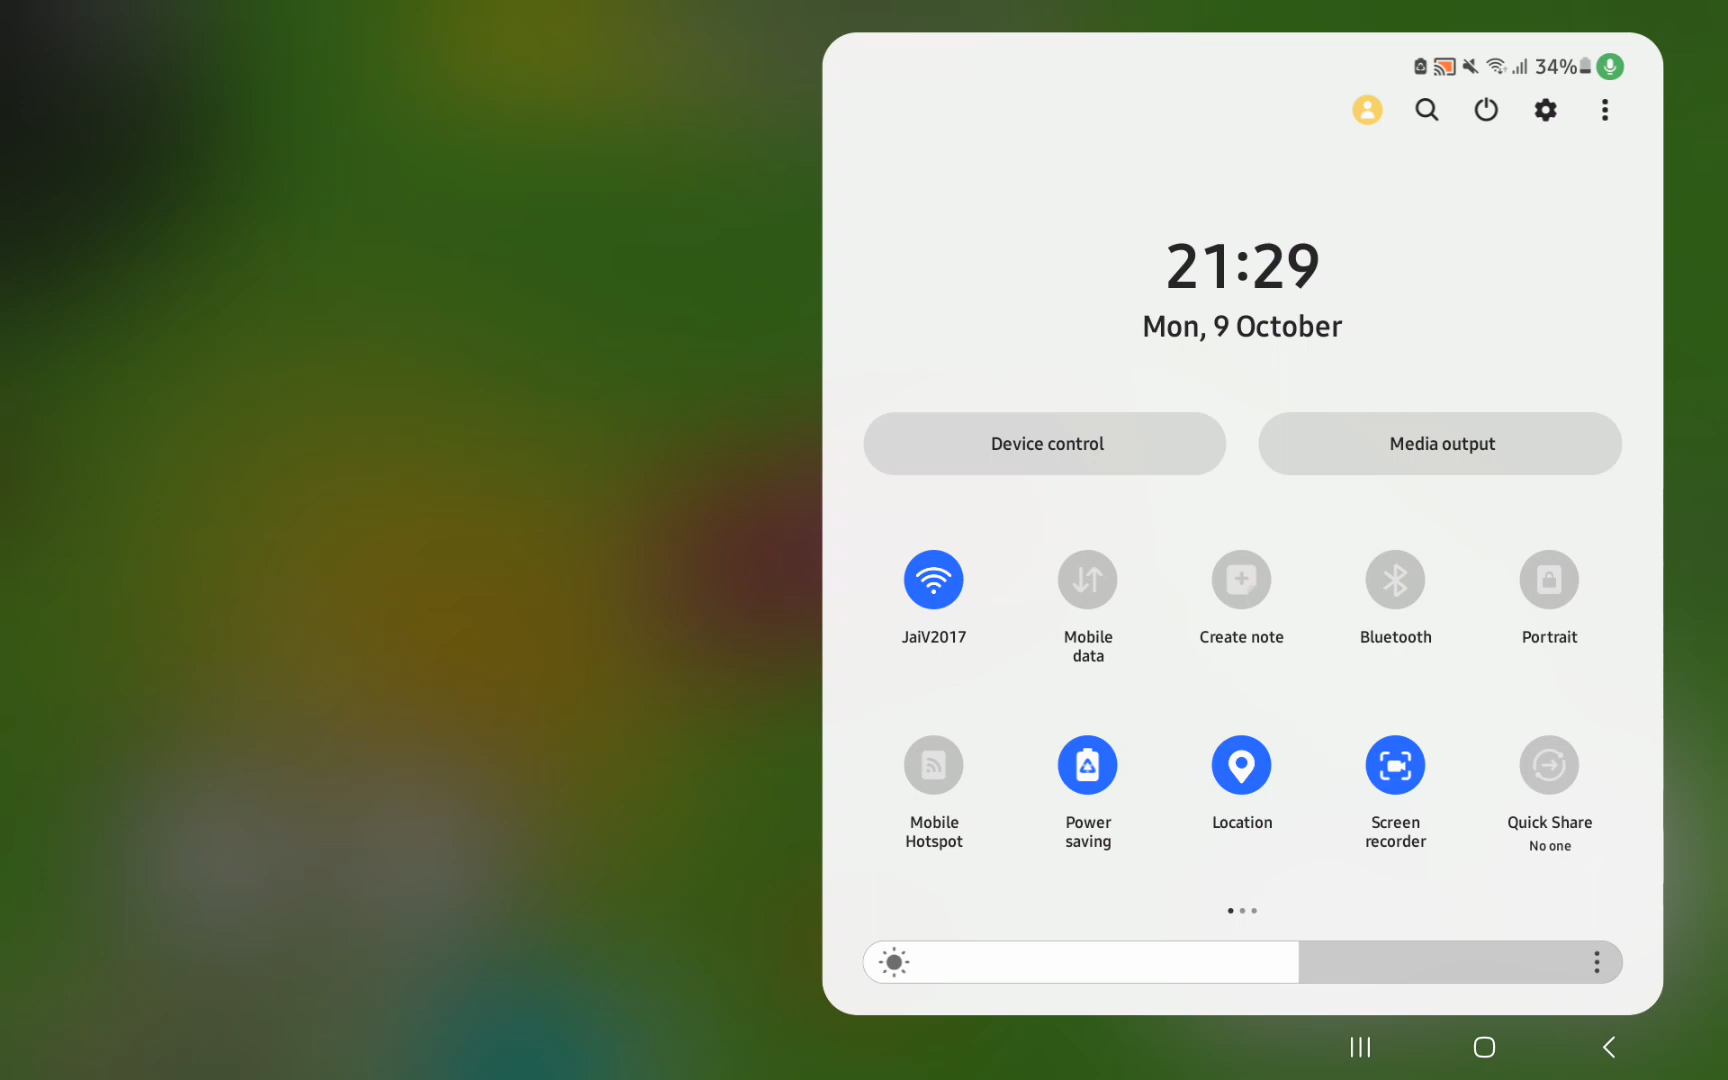 34%
21:29
Mon, 9 October
Device control
Media output
JaiV2017
Mobile
data
Create note
Bluetooth
Portrait
Mobile
Hotspot
Power
saving
Location
Screen
recorder
Quick Share
No one